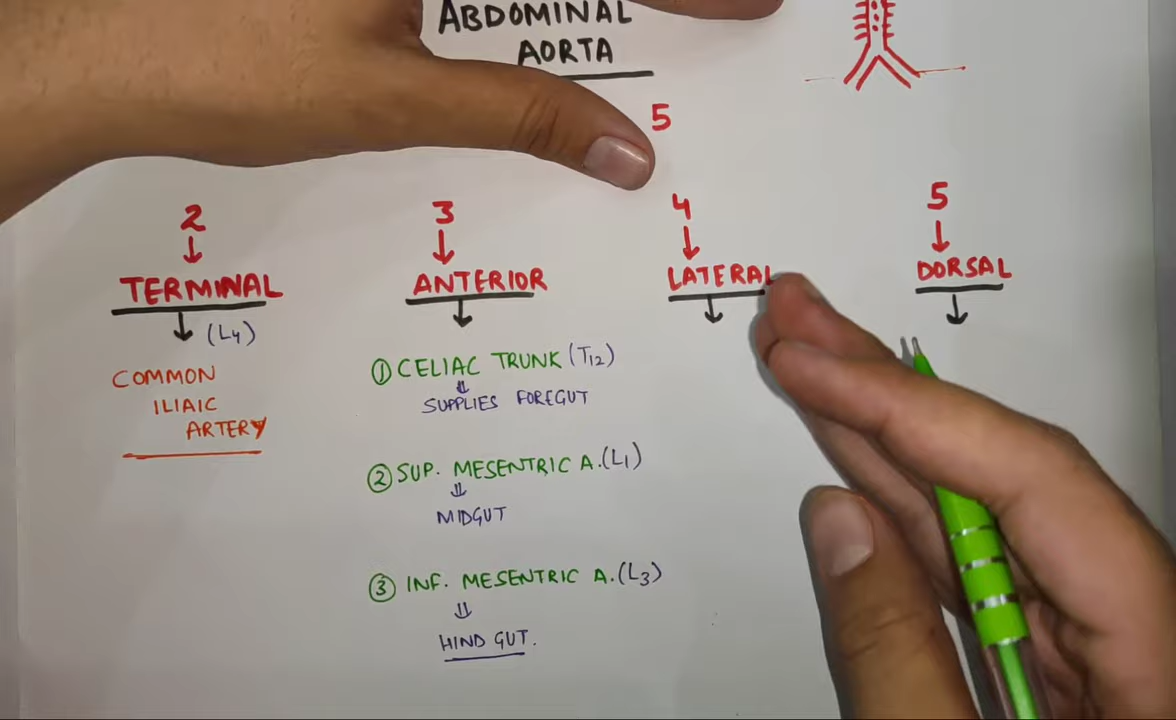 ABDOMINAL
AORTA
5
2
TERMINAL
(L4)
COMMON
ILIAIC
ARTERY
3
ANTERIOR
① CELIAC TRUNK (T12)
SUPPLIES FOREGUT
② SUP. MESENTRIC A. (L1)
MIDGUT
③ INF. MESENTRIC A. (L3)
HIND GUT.
4
LATERAL
5
DORSAL